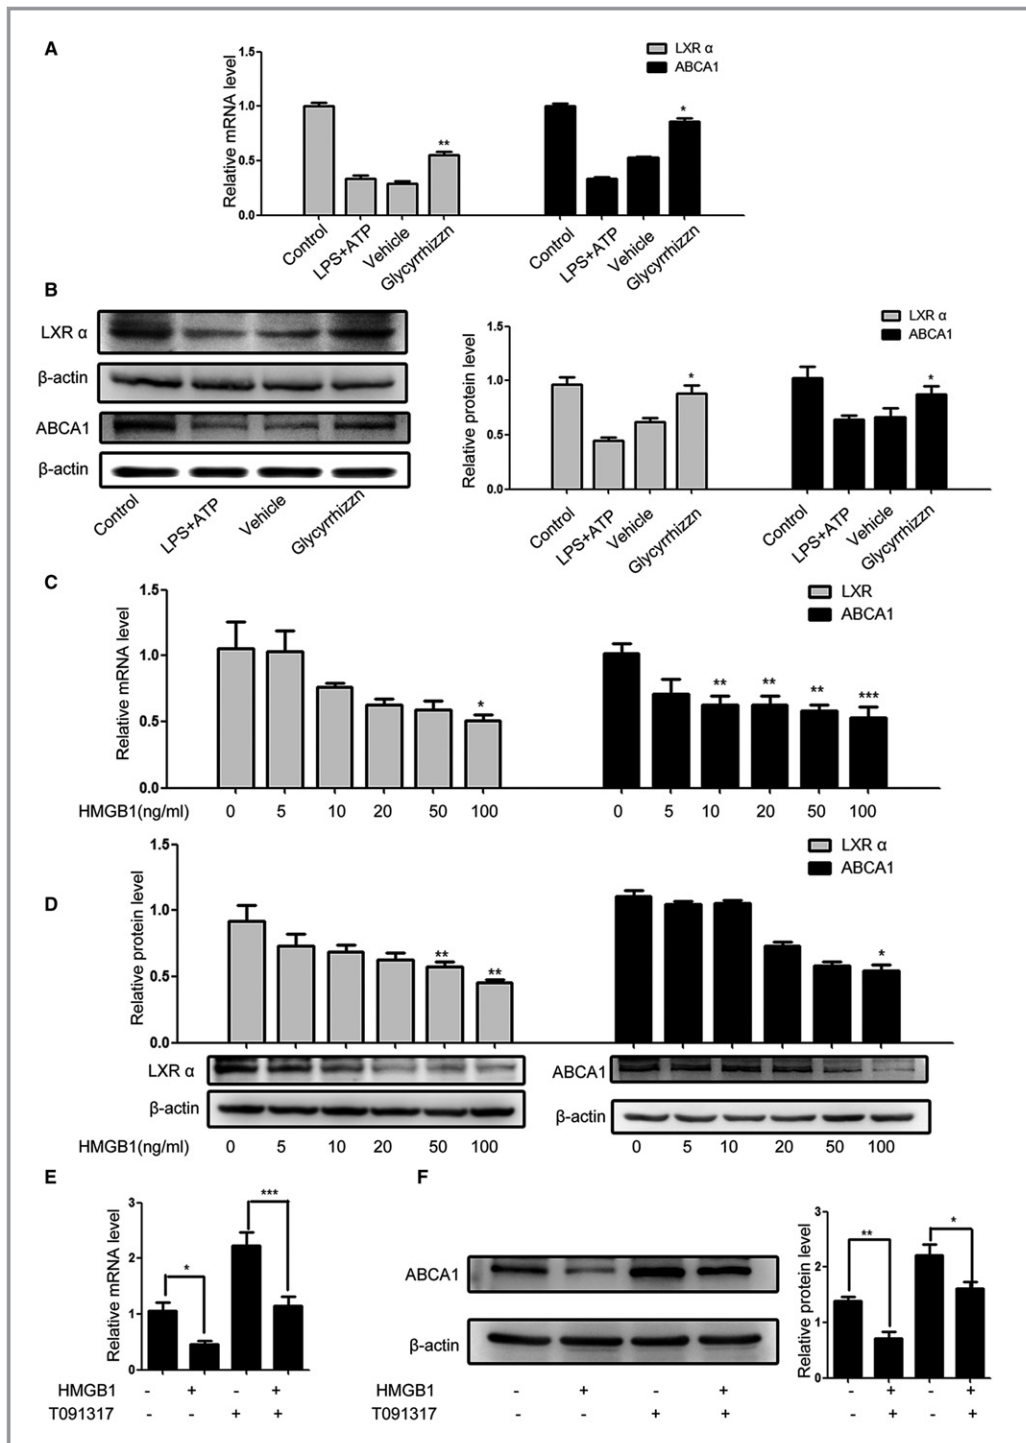 A
LXR α
ABCA1
Relative mRNA level
1.5
1.0
0.5
0.0
**
*
Control
LPS+ATP
Vehicle
Glycyrrhizzn
Control
LPS+ATP
Vehicle
Glycyrrhizzn
B
LXR α
β-actin
ABCA1
β-actin
Control
LPS+ATP
Vehicle
Glycyrrhizzn
LXR α
ABCA1
Relative protein level
1.5
1.0
0.5
0.0
*
*
Control
LPS+ATP
Vehicle
Glycyrrhizzn
Control
LPS+ATP
Vehicle
Glycyrrhizzn
C
LXR
ABCA1
Relative mRNA level
1.5
1.0
0.5
0.0
*
** ** ** ***
HMGB1(ng/ml) 0 5 10 20 50 100 0 5 10 20 50 100
D
LXR α
ABCA1
Relative protein level
1.5
1.0
0.5
0.0
** **
*
LXR α
β-actin
ABCA1
β-actin
HMGB1(ng/ml) 0 5 10 20 50 100 0 5 10 20 50 100
E
Relative mRNA level
3
2
1
0
*
***
HMGB1 - + - +
T091317 - - + +
F
ABCA1
β-actin
Relative protein level
3
2
1
0
**
*
HMGB1 - + - + - + - +
T091317 - - + + - + + +